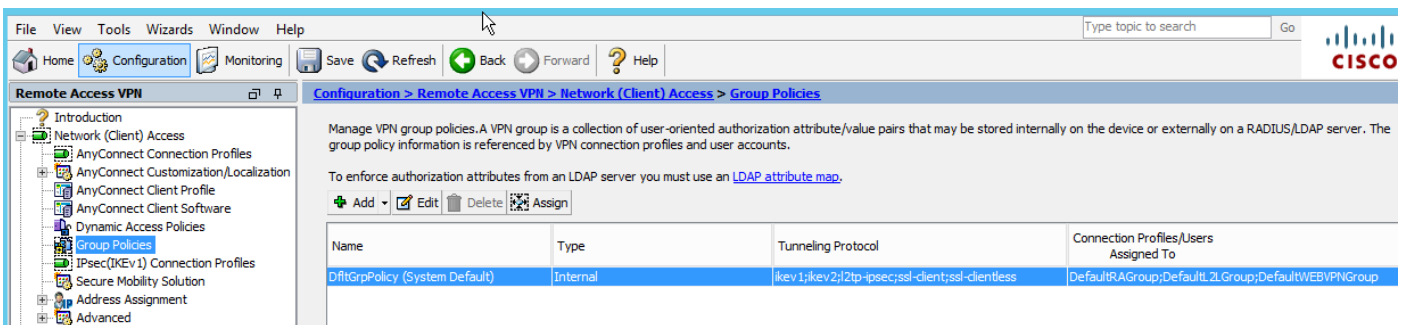 File View Tools Wizards Window Help
Type topic to search Go
Home Configuration Monitoring Save Refresh Back Forward Help
CISCO
Remote Access VPN
Introduction
Network (Client) Access
AnyConnect Connection Profiles
AnyConnect Customization/Localization
AnyConnect Client Profile
AnyConnect Client Software
Dynamic Access Policies
Group Policies
IPsec(IKEv1) Connection Profiles
Secure Mobility Solution
Address Assignment
Advanced
Configuration > Remote Access VPN > Network (Client) Access > Group Policies
Manage VPN group policies.A VPN group is a collection of user-oriented authorization attribute/value pairs that may be stored internally on the device or externally on a RADIUS/LDAP server. The
group policy information is referenced by VPN connection profiles and user accounts.
To enforce authorization attributes from an LDAP server you must use an LDAP attribute map.
Add Edit Delete Assign
Name Type Tunneling Protocol Connection Profiles/Users
Assigned To
DfltGrpPolicy (System Default) Internal ikev1;ikev2;l2tp-ipsec;ssl-client;ssl-clientless DefaultRAGroup;DefaultL2LGroup;DefaultWEBVPNGroup